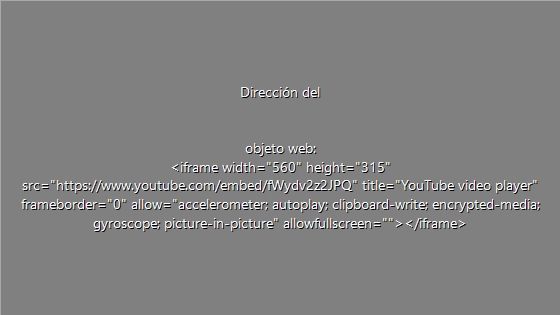 Dirección del
objeto web:
<iframe width="560" height="315"
src="https://www.youtube.com/embed/fWydv2z2JPQ" title="YouTube video player"
frameborder="0" allow="accelerometer; autoplay; clipboard-write; encrypted-media;
gyroscope; picture-in-picture" allowfullscreen=""></iframe>